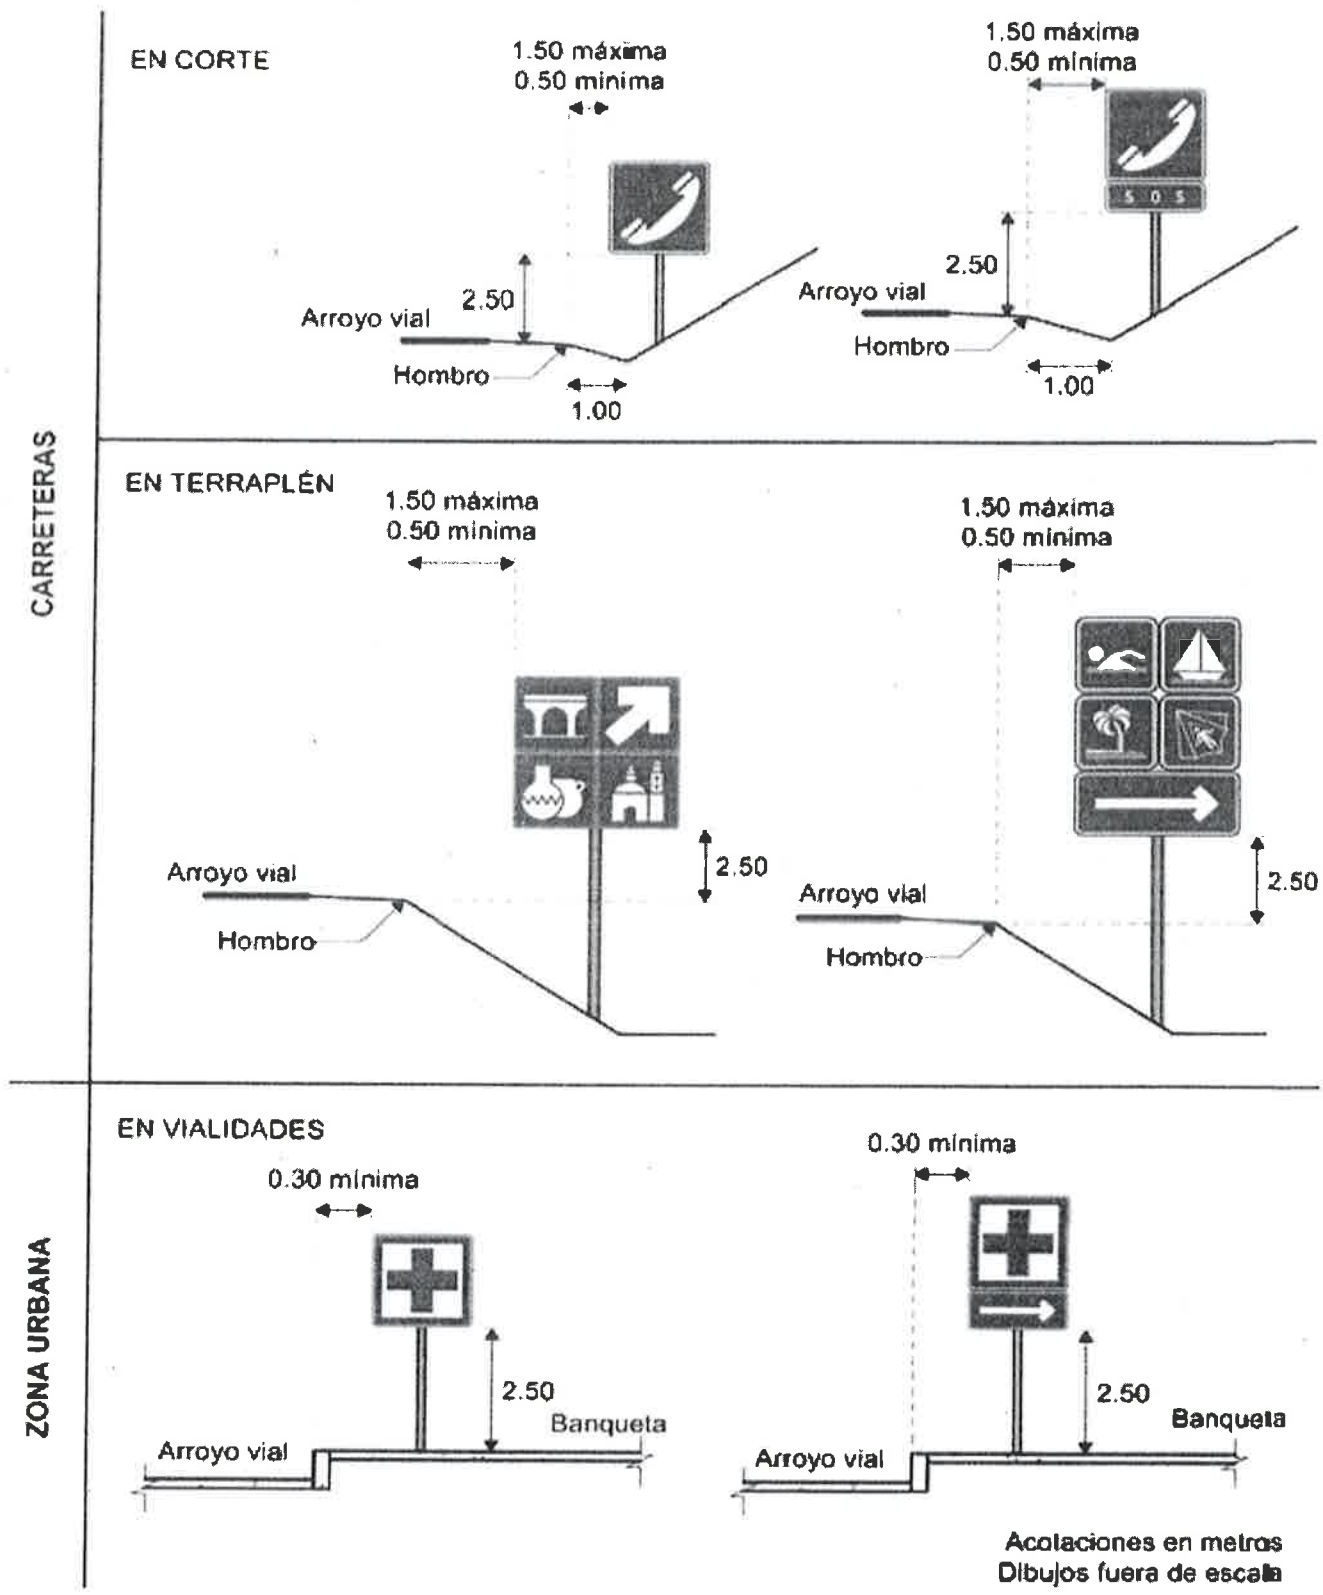 CARRETERAS
EN CORTE
1.50 máxima
0.50 mínima
2.50
Arroyo vial
Hombro
1.00
1.50 máxima
0.50 mínima
S O S
2.50
Arroyo vial
Hombro
1.00
EN TERRAPLÉN
1.50 máxima
0.50 mínima
2.50
Arroyo vial
Hombro
1.50 máxima
0.50 mínima
2.50
Arroyo vial
Hombro
ZONA URBANA
EN VIALIDADES
0.30 mínima
2.50
Banqueta
Arroyo vial
0.30 mínima
2.50
Banqueta
Arroyo vial
Acotaciones en metros
Dibujos fuera de escala